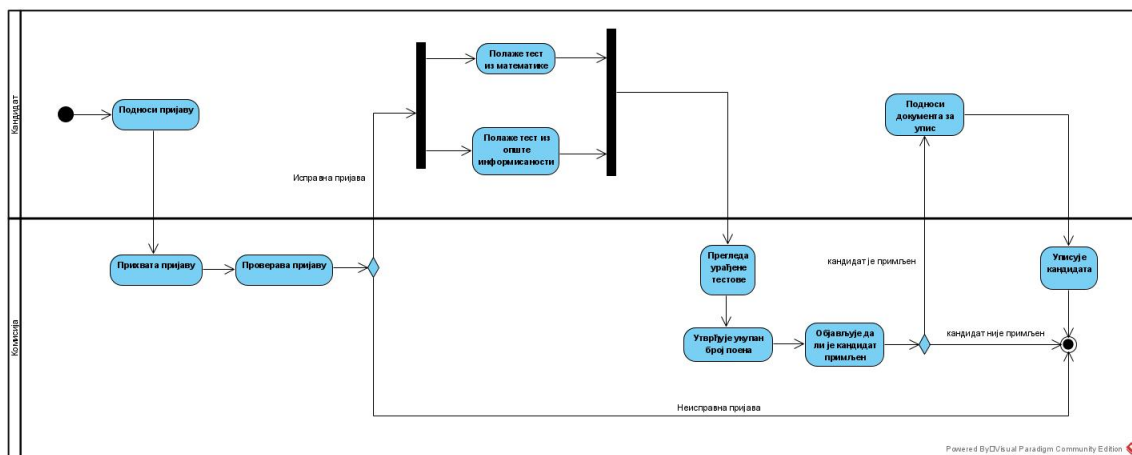 Кандидат
Подноси пријаву
Полаже тест
из математике
Полаже тест из
опште
информисаности
Исправна пријава
Подноси
документа за
упис
Комисија
Прихвата пријаву
Проверава пријаву
Прегледа
урађене
тестове
кандидат је примљен
Уписује
кандидата
Утврђује укупан
број поена
Објављује да
ли је кандидат
примљен
кандидат није примљен
Неисправна пријава
Powered By□Visual Paradigm Community Edition